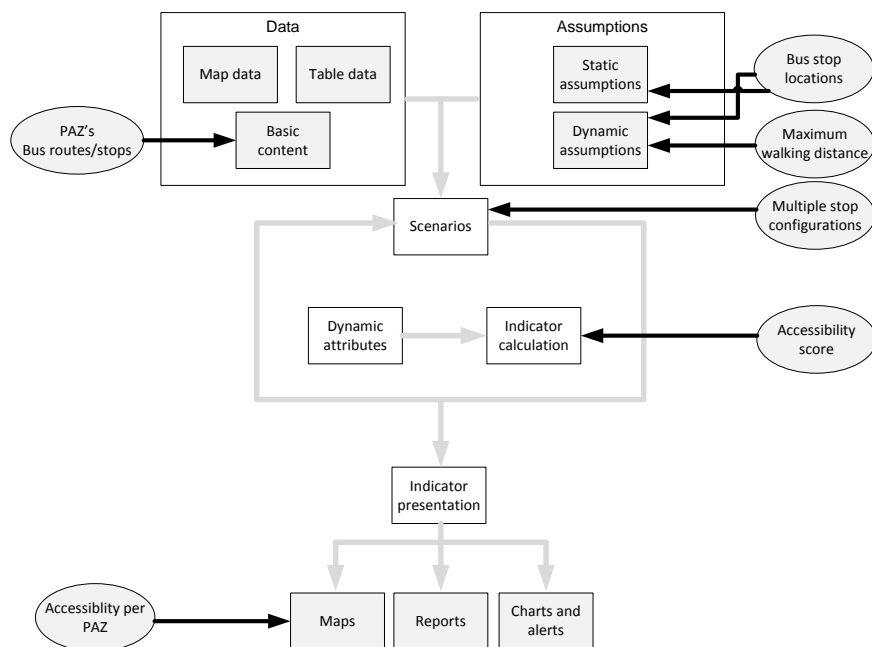 Data
Assumptions
Map data
Table data
Static
assumptions
Bus stop
locations
PAZ's
Bus routes/stops
Basic
content
Dynamic
assumptions
Maximum
walking distance
Scenarios
Multiple stop
configurations
Dynamic
attributes
Indicator
calculation
Accessibility
score
Indicator
presentation
Accessiblity per
PAZ
Maps
Reports
Charts and
alerts